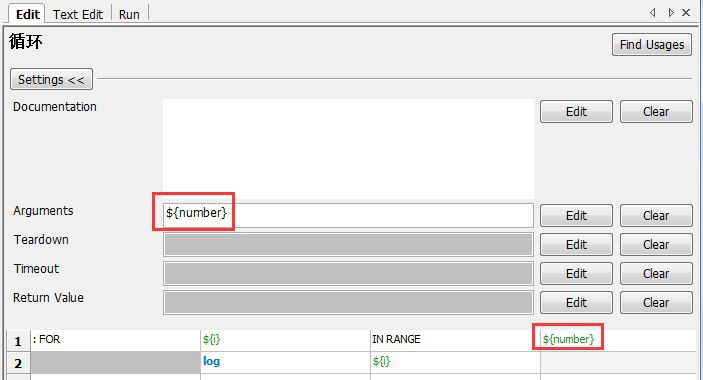 Edit Text Edit Run
循环 Find Usages
Settings <<
Documentation Edit Clear
Arguments ${number} Edit Clear
Teardown Edit Clear
Timeout Edit Clear
Return Value Edit Clear
1 : FOR ${i} IN RANGE ${number}
2 log ${i}